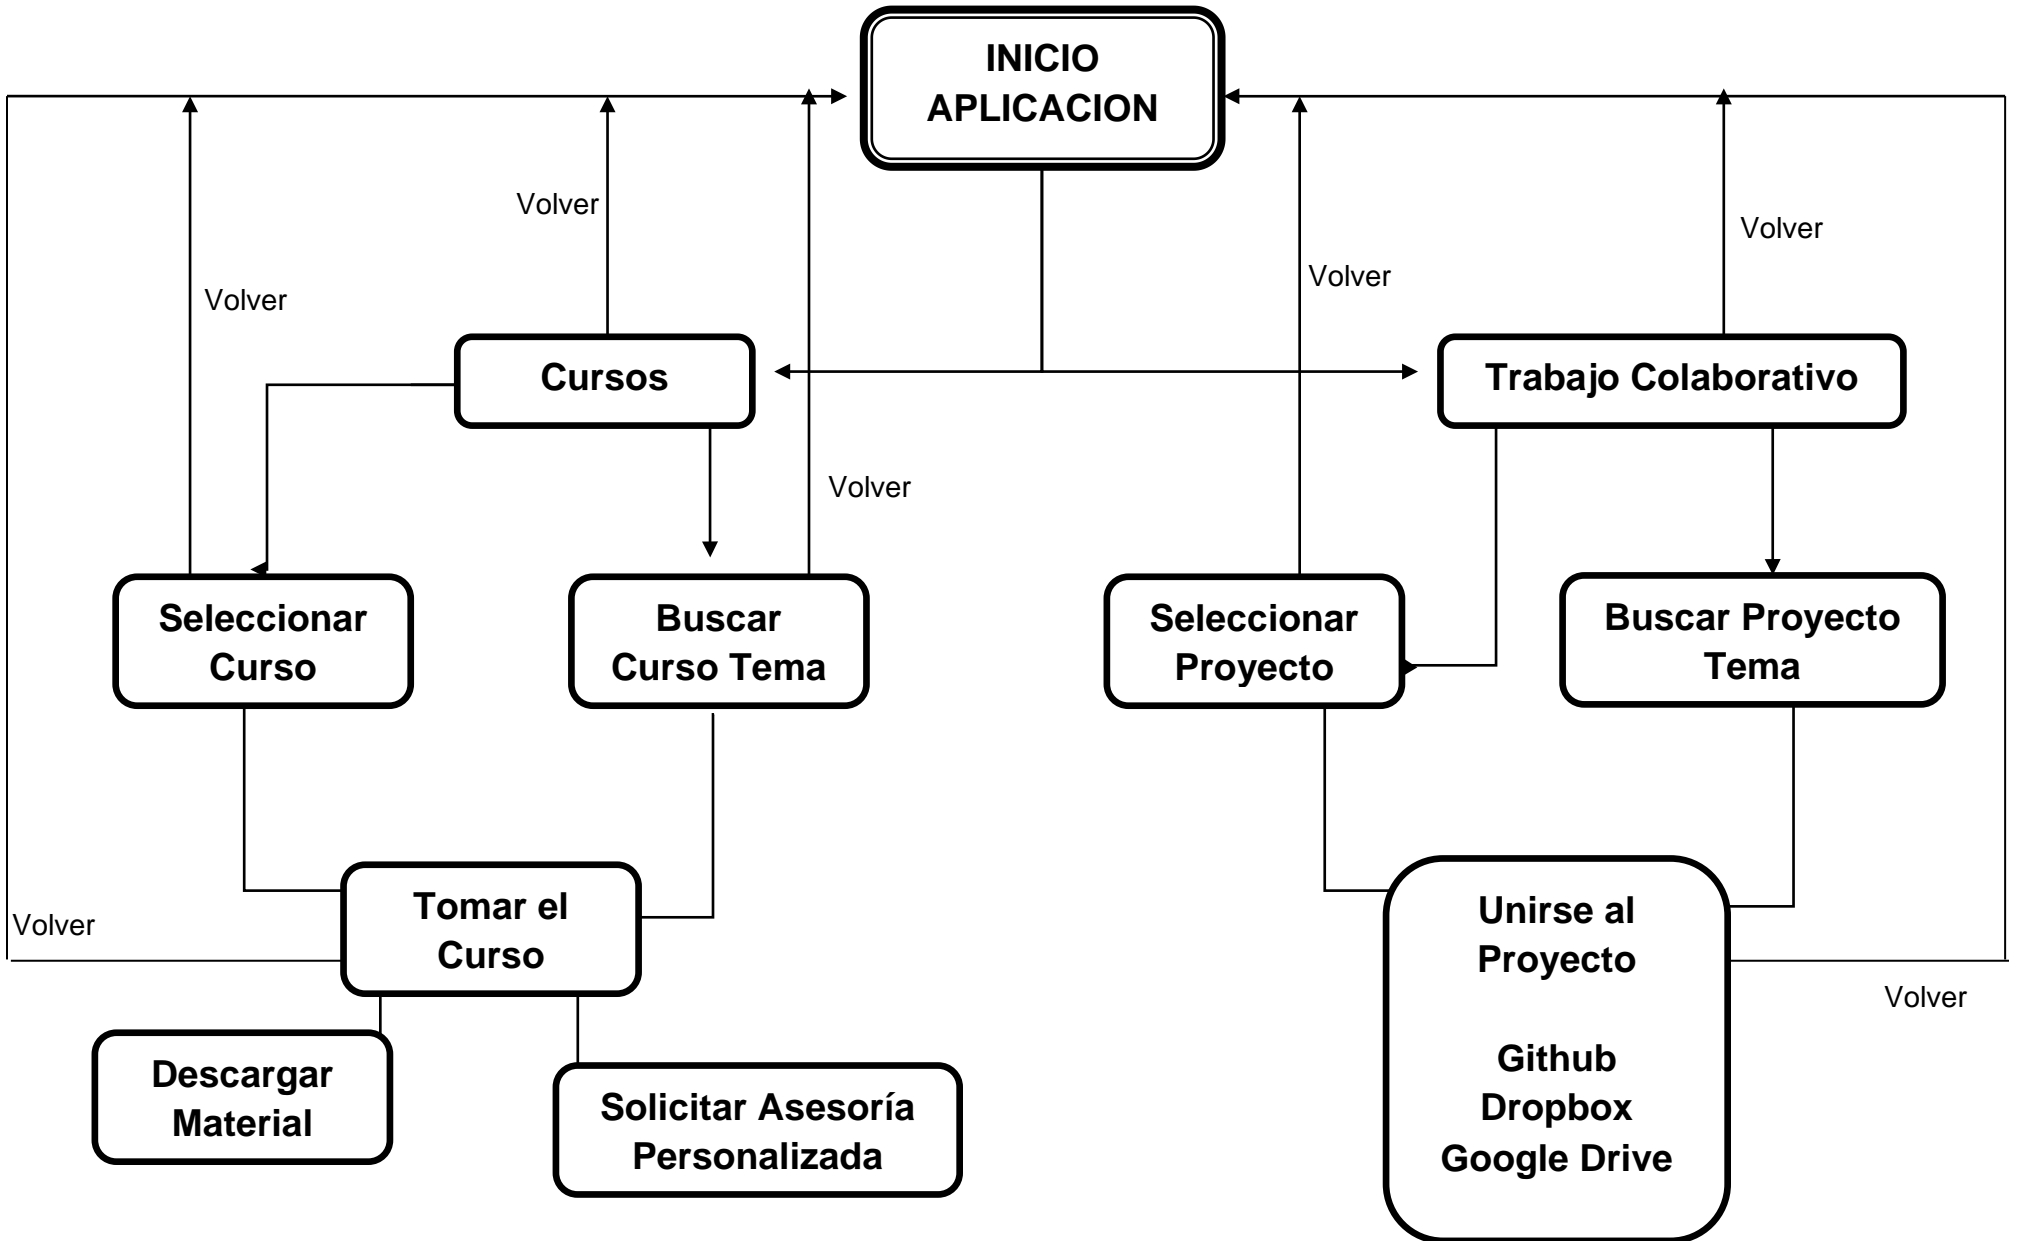 INICIO
APLICACION
Volver
Volver
Volver
Volver
Cursos
Trabajo Colaborativo
Volver
Seleccionar
Curso
Buscar
Curso Tema
Seleccionar
Proyecto
Buscar Proyecto
Tema
Tomar el
Curso
Volver
Unirse al
Proyecto
Github
Dropbox
Google Drive
Volver
Descargar
Material
Solicitar Asesoría
Personalizada